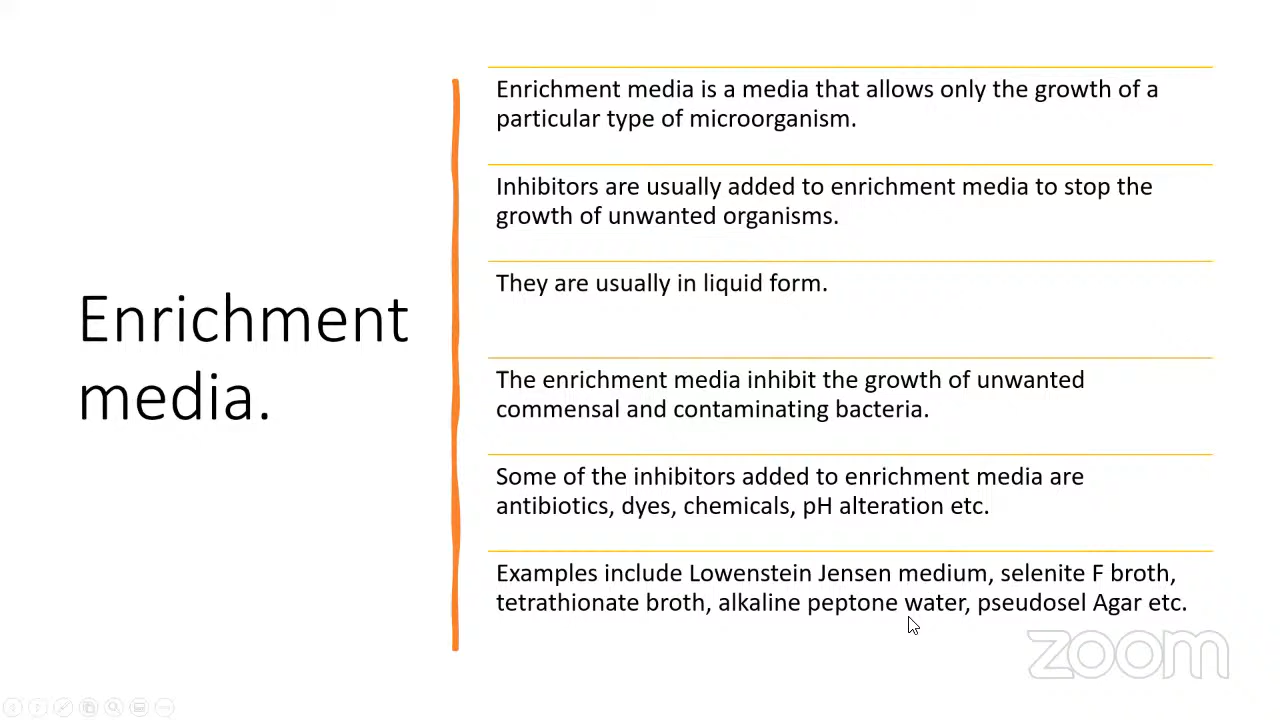 Enrichment
media.
Enrichment media is a media that allows only the growth of a
particular type of microorganism.
Inhibitors are usually added to enrichment media to stop the
growth of unwanted organisms.
They are usually in liquid form.
The enrichment media inhibit the growth of unwanted
commensal and contaminating bacteria.
Some of the inhibitors added to enrichment media are
antibiotics, dyes, chemicals, pH alteration etc.
Examples include Lowenstein Jensen medium, selenite F broth,
tetrathionate broth, alkaline peptone water, pseudosel Agar etc.
zoom